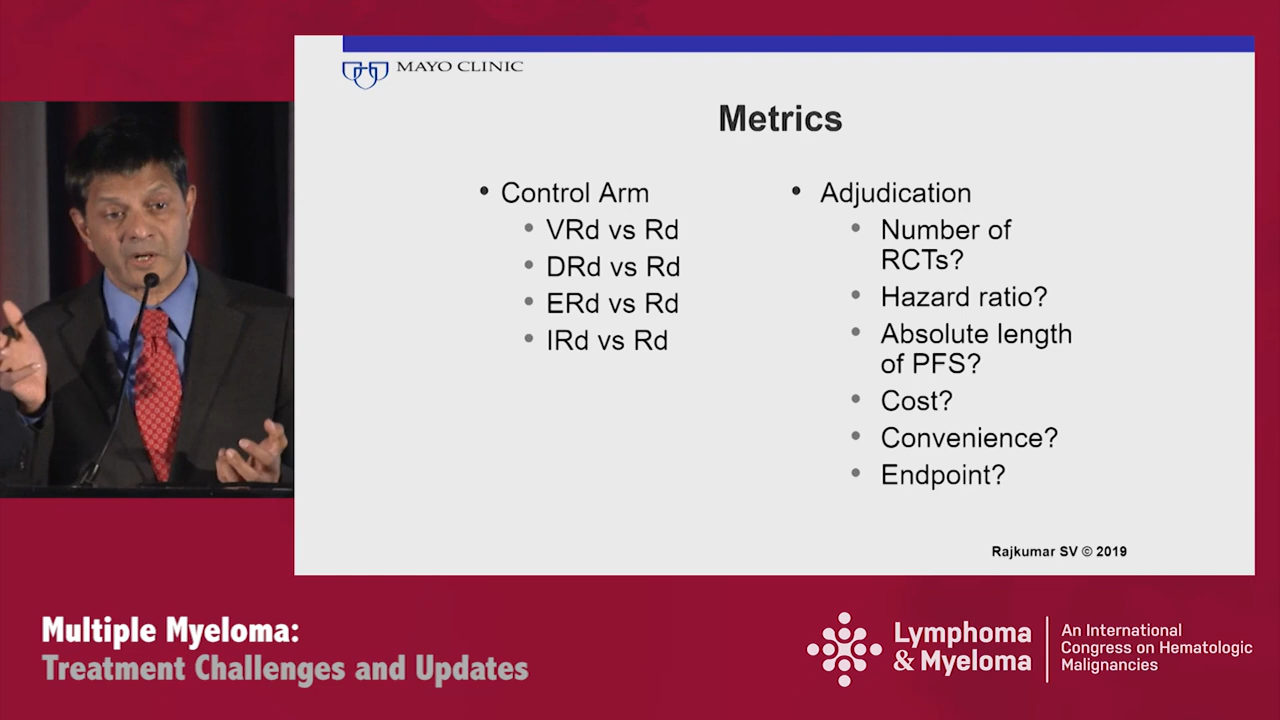 MAYO CLINIC
Metrics
• Control Arm
• VRd vs Rd
• DRd vs Rd
• ERd vs Rd
• IRd vs Rd
• Adjudication
• Number of
RCTs?
• Hazard ratio?
• Absolute length
of PFS?
• Cost?
• Convenience?
• Endpoint?
Rajkumar SV © 2019
Multiple Myeloma:
Treatment Challenges and Updates
Lymphoma
& Myeloma
An International
Congress on Hematologic
Malignancies